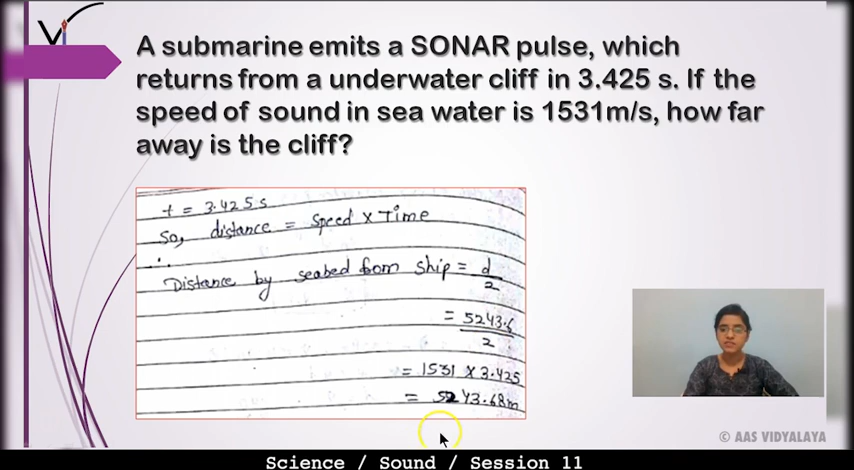 Vi
A submarine emits a SONAR pulse, which
returns from a underwater cliff in 3.425 s. If the
speed of sound in sea water is 1531m/s, how far
away is the cliff?
t = 3.425 s
So, distance = speed x Time
∴
Distance by seabed from ship = d/2
= 5243.6/2
= 1531 x 3.425
= 5243.68m
© AAS VIDYALAYA
Science / Sound / Session 11